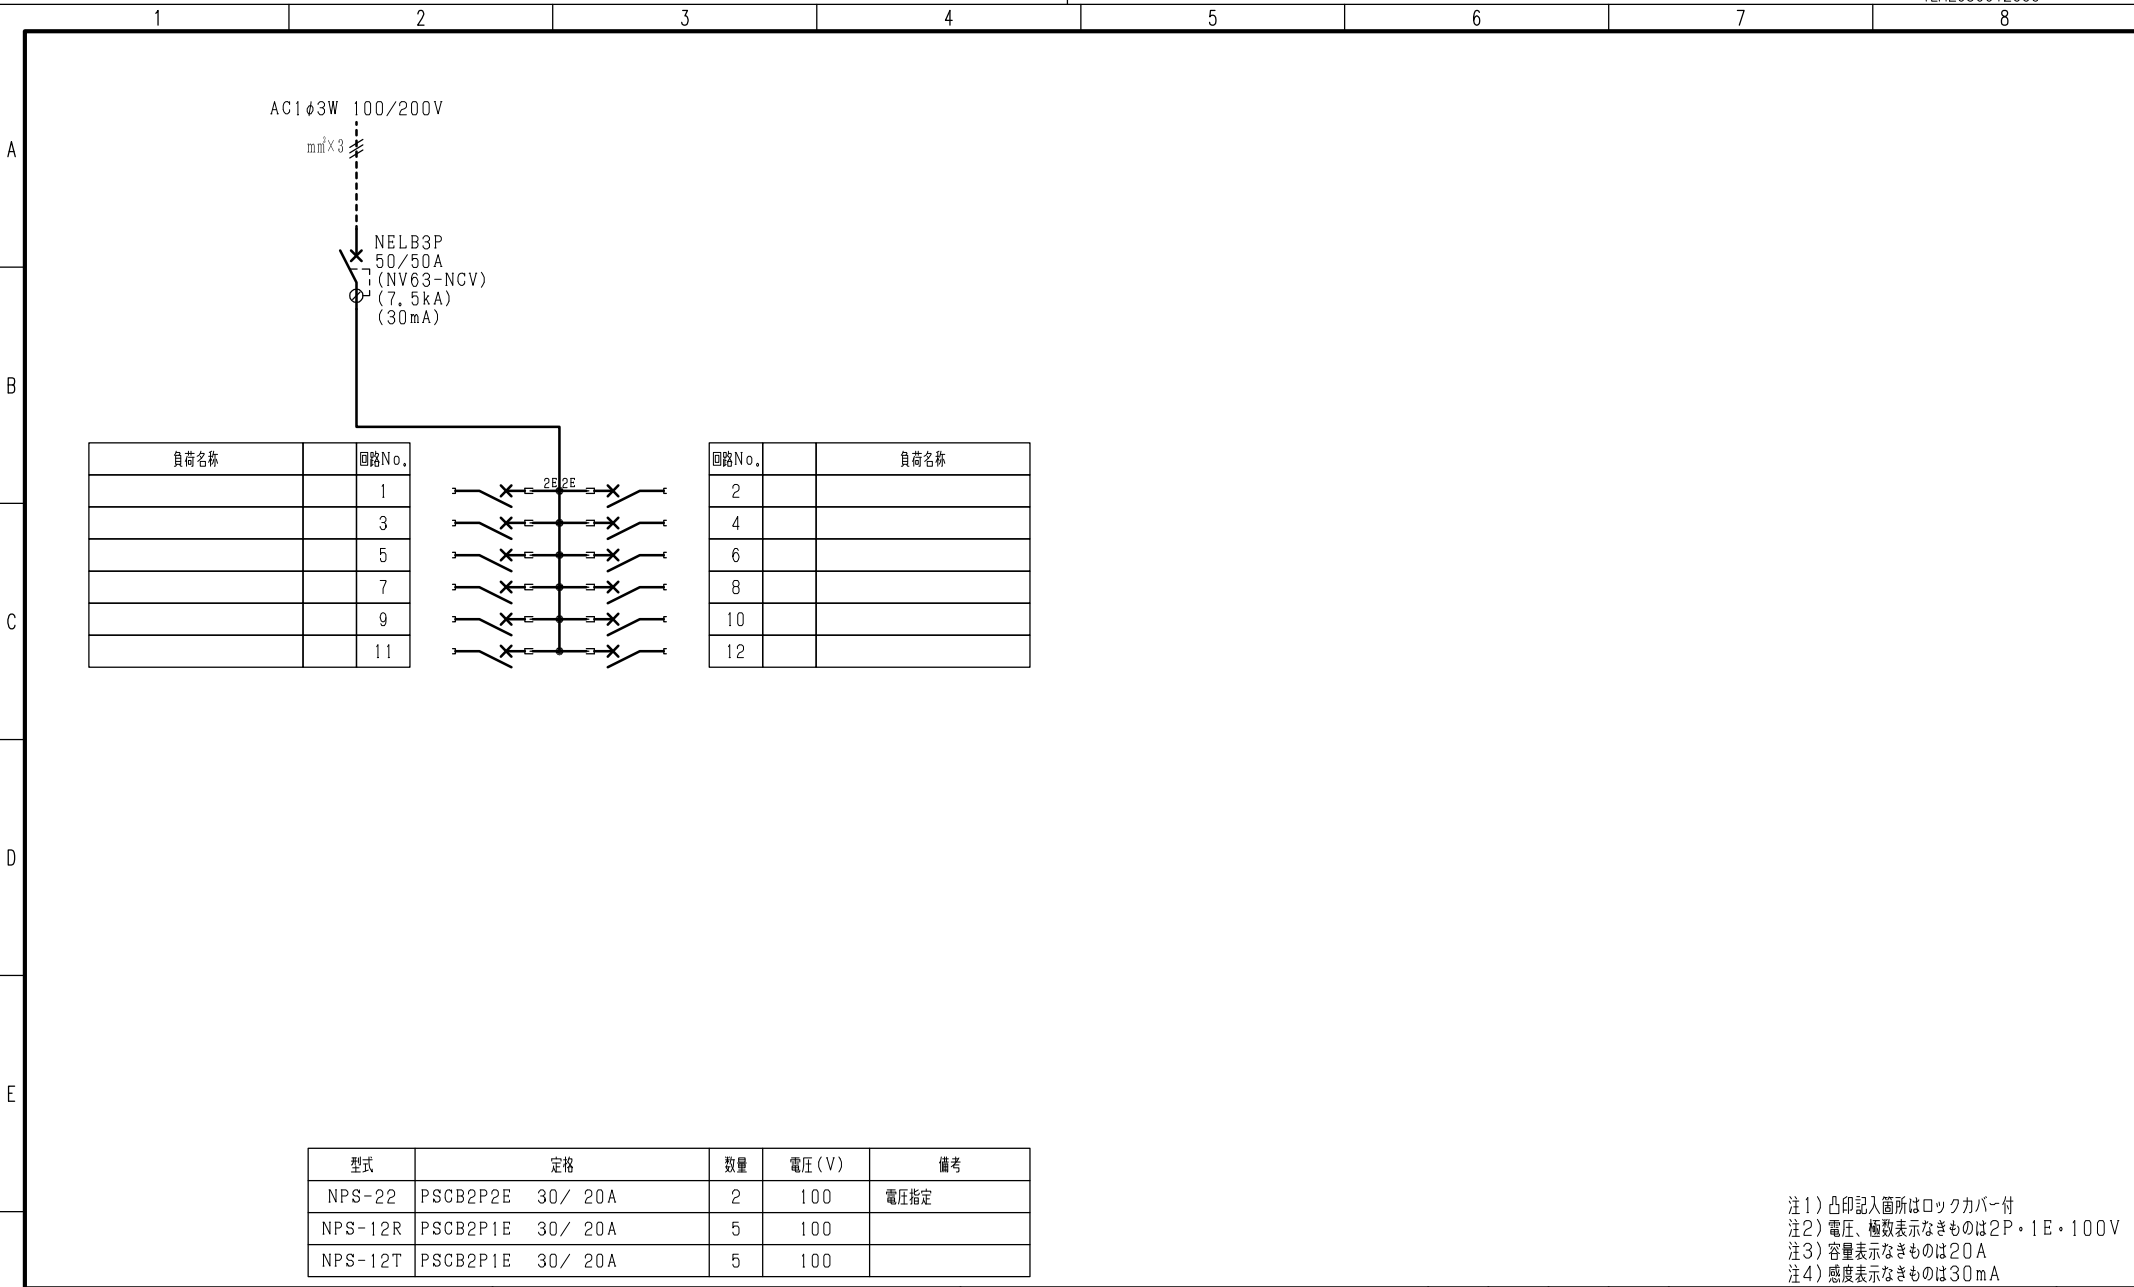 1 2 3 4 5 6 7 8
AC1φ3W 100/200V
A
mm²×3
NELB3P
50/50A
(NV63-NCV)
(7.5kA)
(30mA)
B
負荷名称 回路No. 回路No. 負荷名称
2E 2E
1 2
3 4
5 6
7 8
C
9 10
11 12
D
E
型式 定格 数量 電圧(V) 備考
NPS-22 PSCB2P2E 30/ 20A 2 100 電圧指定
NPS-12R PSCB2P1E 30/ 20A 5 100
NPS-12T PSCB2P1E 30/ 20A 5 100
注1)凸印記入箇所はロックカバー付
注2)電圧、極数表示なきものは2P・1E・100V
注3)容量表示なきものは20A
注4)感度表示なきものは30mA